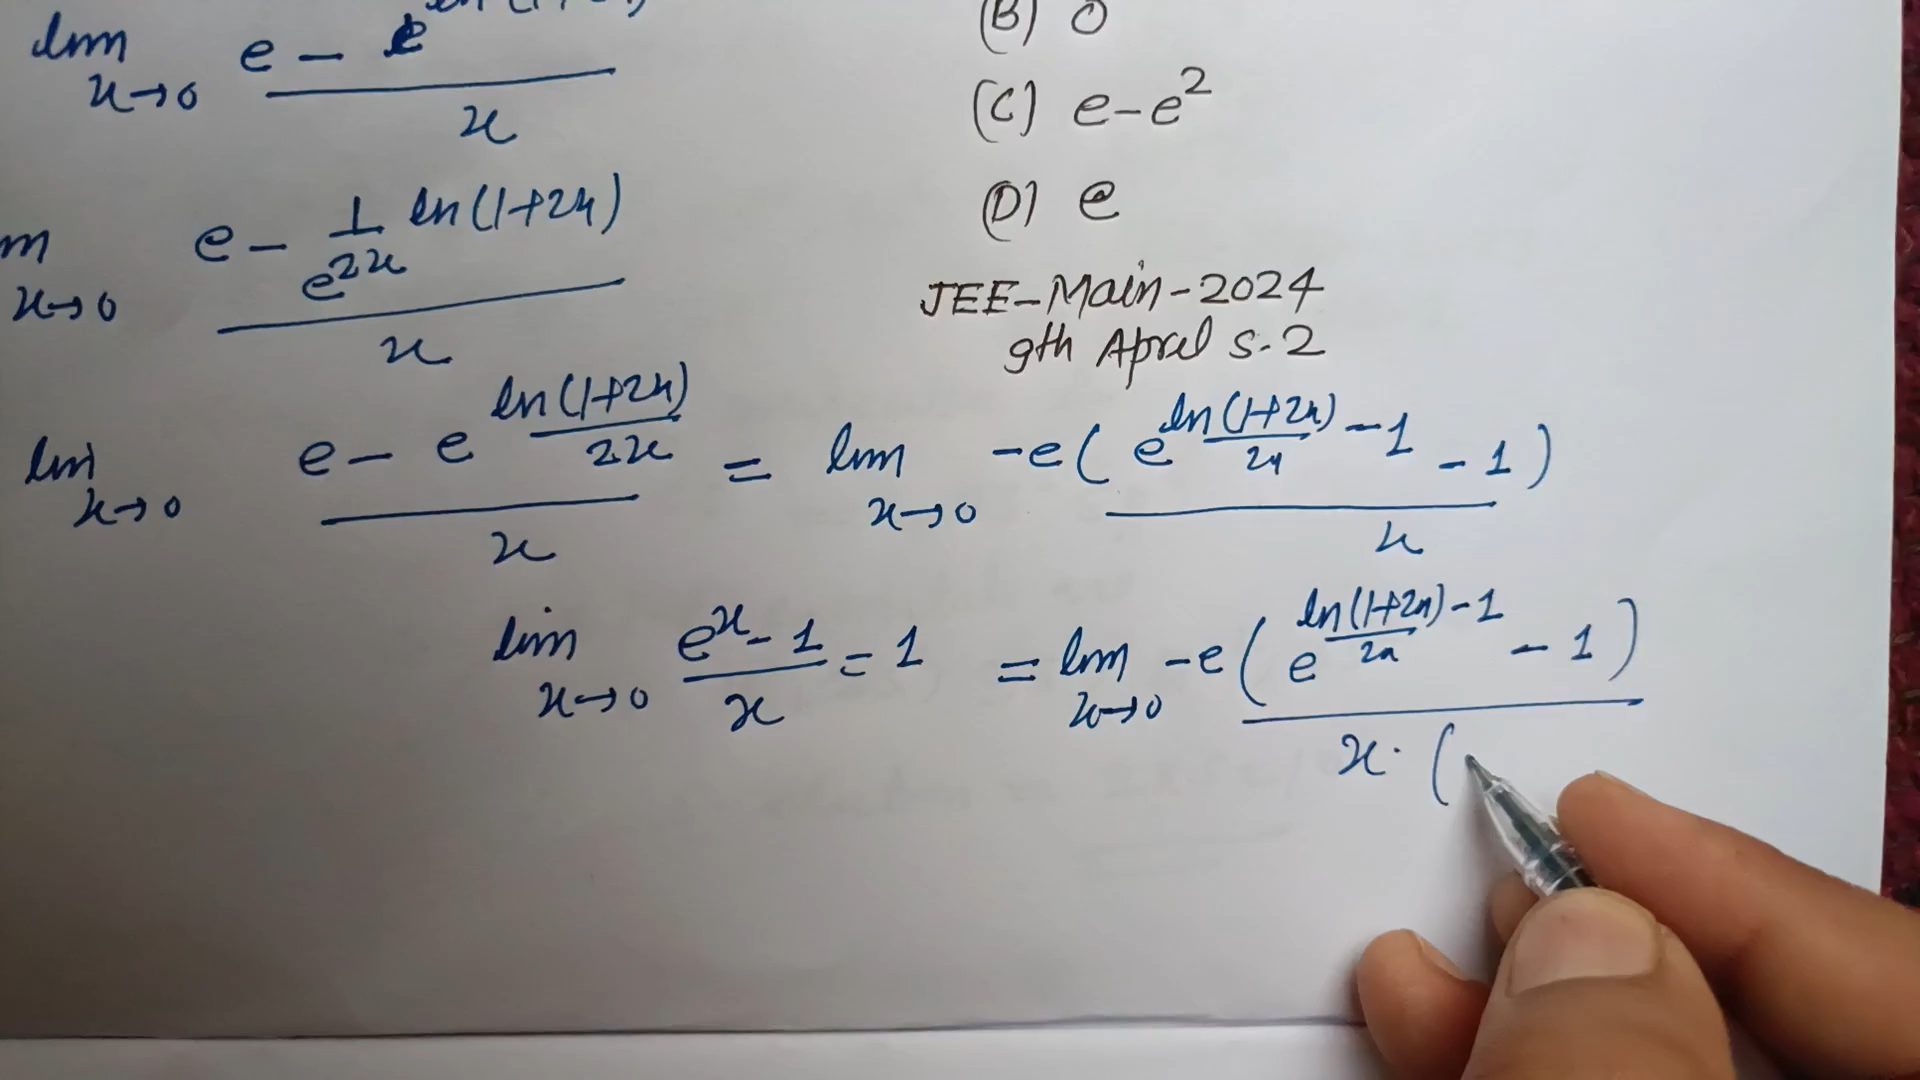 lim x→0 e − e^ln(1+ / x
(B) 0
(C) e − e²
(D) e
m x→0 e − 1/e^2x ln(1+2x) / x
JEE-Main-2024
9th April S-2
lim x→0 e − e^(ln(1+2x)/2x) / x = lim x→0 -e(e^(ln(1+2x)/2x − 1) − 1) / x
lim x→0 e^x − 1 / x = 1 = lim x→0 -e(e^(ln(1+2x)/2x − 1) − 1) / x · (